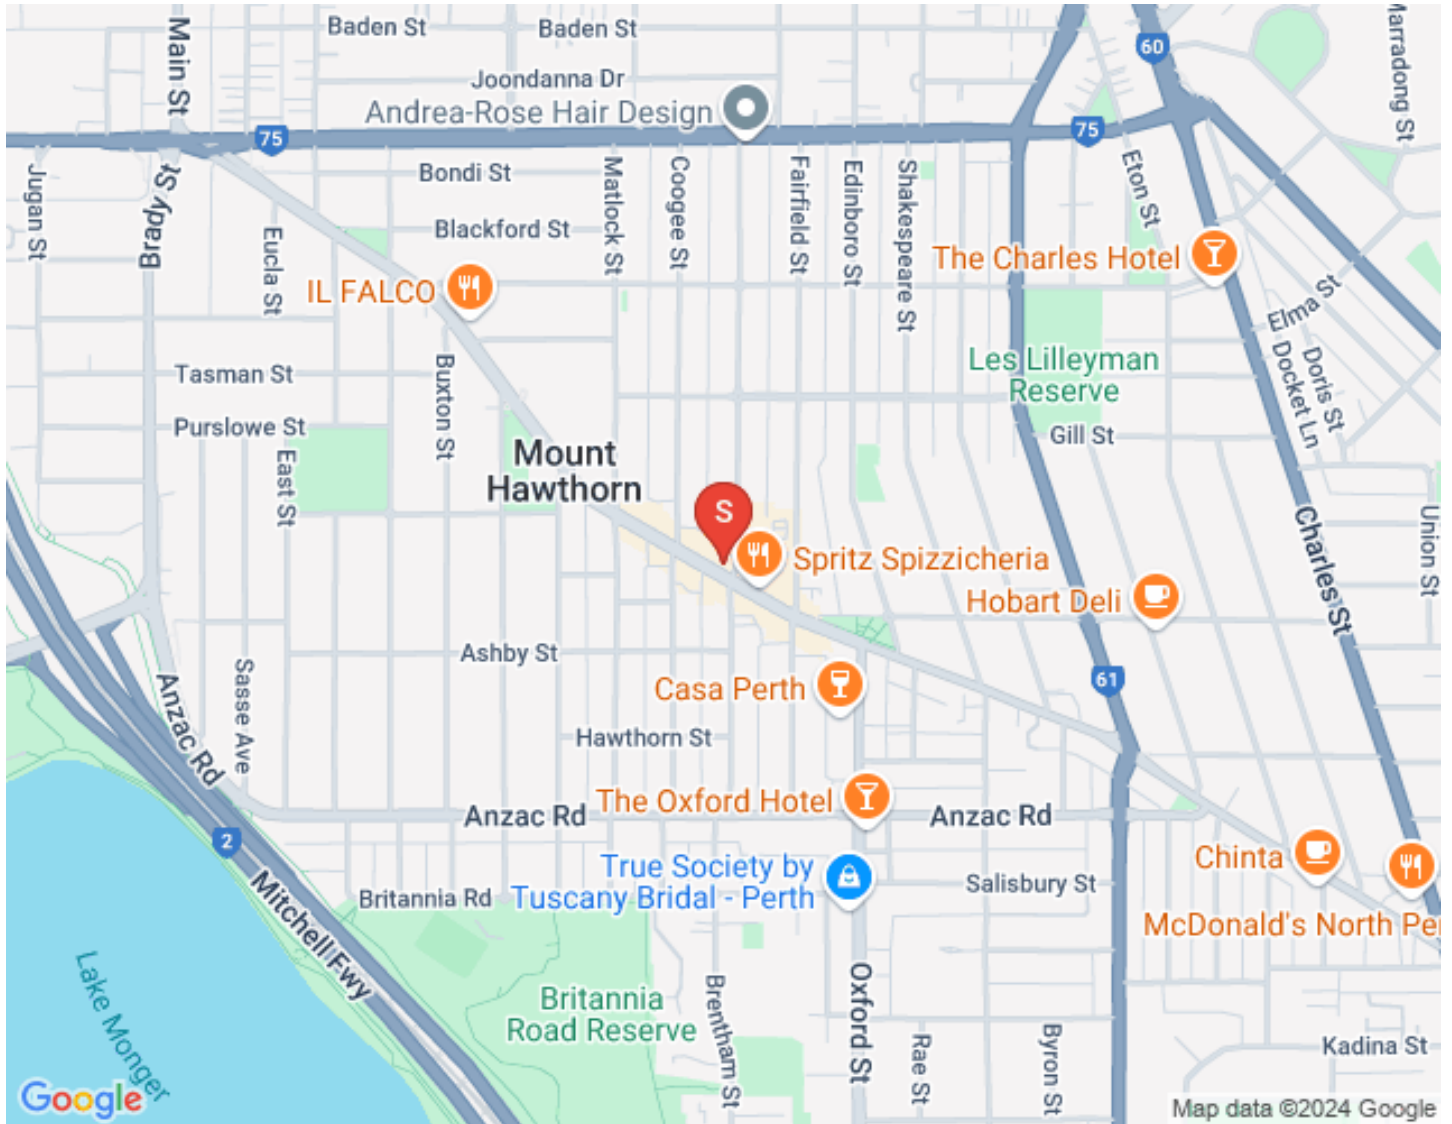 Baden St
Baden St
Main St
60
Marradong St
Joondanna Dr
Andrea-Rose Hair Design
75
75
Jugan St
Brady St
Bondi St
Matlock St
Coogee St
Fairfield St
Edinboro St
Shakespeare St
Eton St
Eucla St
Blackford St
The Charles Hotel
IL FALCO
Elma St
Tasman St
Buxton St
Les Lilleyman
Reserve
Doris St
Docket Ln
Purslowe St
Gill St
East St
Mount
Hawthorn
S
Charles St
Union St
Spritz Spizzicheria
Hobart Deli
Ashby St
Sasse Ave
Anzac Rd
Casa Perth
61
Hawthorn St
The Oxford Hotel
Anzac Rd
Anzac Rd
2
Chinta
True Society by
Tuscany Bridal - Perth
Salisbury St
Britannia Rd
Mitchell Fwy
McDonald's North Pe
Lake Monger
Britannia
Road Reserve
Brentham St
Oxford St
Rae St
Byron St
Kadina St
Google
Map data ©2024 Google